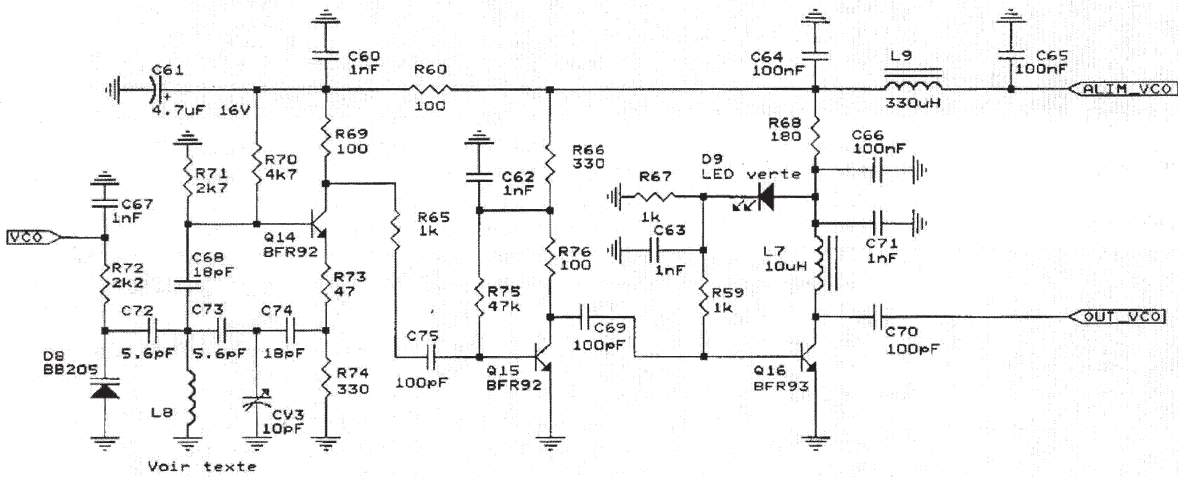 C61
4.7uF 16V
+
C60
1nF
R60
100
C64
100nF
L9
330uH
C65
100nF
ALIM_VCO
R69
100
R70
4k7
R71
2k7
C67
1nF
VCO
R72
2k2
C68
18pF
Q14
BFR92
R65
1k
C62
1nF
R66
330
R68
180
C66
100nF
D9
LED verte
R67
1k
C63
1nF
C71
1nF
L7
10uH
R76
100
R73
47
R75
47k
R59
1k
C72
5.6pF
C73
5.6pF
C74
18pF
C75
100pF
C69
100pF
C70
100pF
OUT_VCO
D8
BB205
L8
CV3
10pF
R74
330
Q15
BFR92
Q16
BFR93
Voir texte